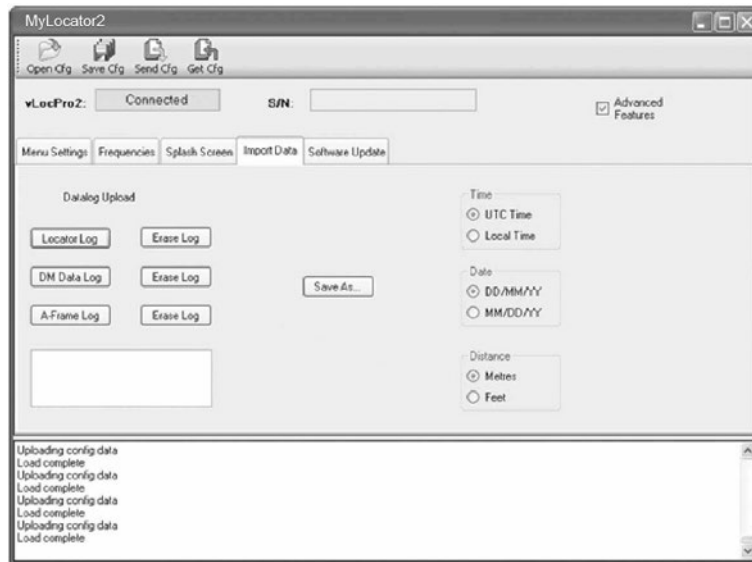 MyLocator2
Open Cfg Save Cfg Send Cfg Get Cfg
vLocPro2: Connected S/N: Advanced Features
Menu Settings Frequencies Splash Screen Import Data Software Update
Datalog Upload
Locator Log Erase Log
DM Data Log Erase Log
A-Frame Log Erase Log
Save As...
Time
UTC Time
Local Time
Date
DD/MM/YY
MM/DD/YY
Distance
Metres
Feet
Uploading config data
Load complete
Uploading config data
Load complete
Uploading config data
Load complete
Uploading config data
Load complete